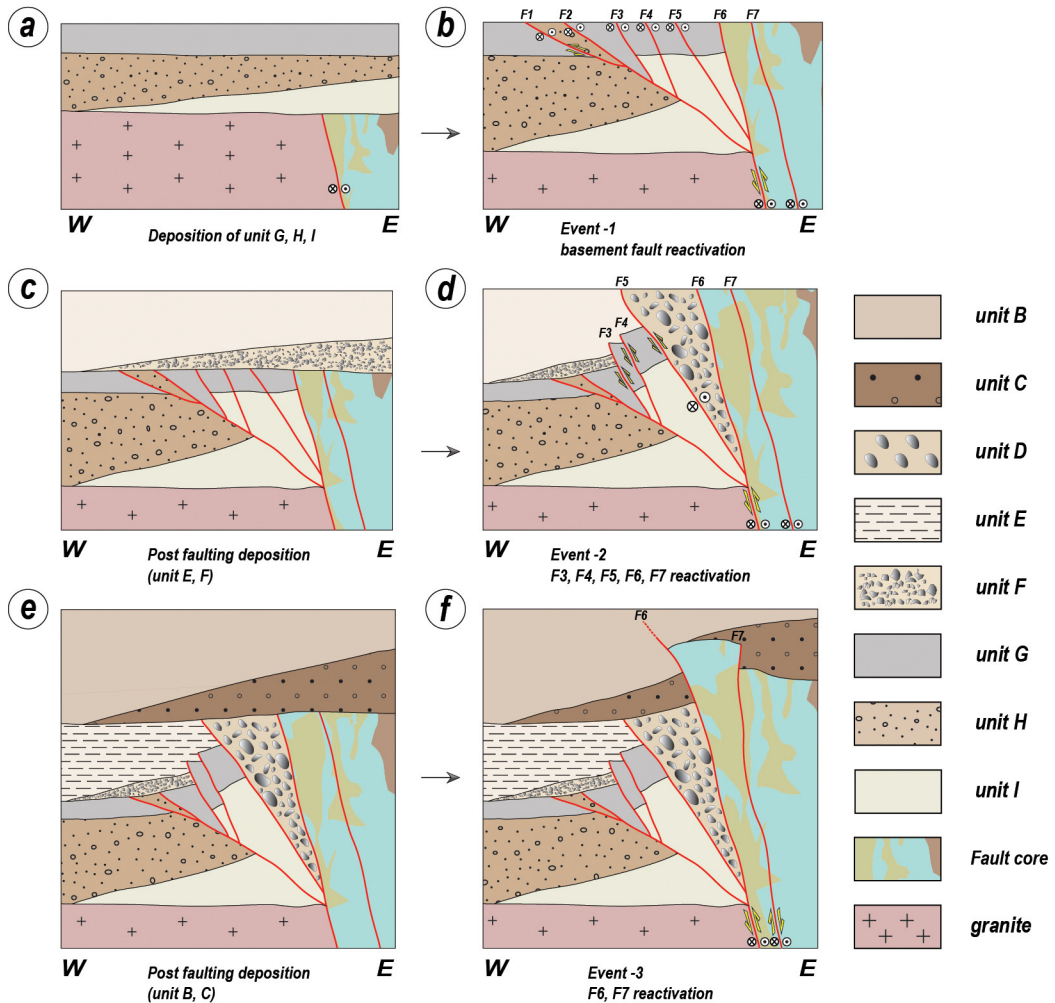 a
W E
Deposition of unit G, H, I
b
F1 F2 F3 F4 F5 F6 F7
W E
Event -1
basement fault reactivation
c
W E
Post faulting deposition
(unit E, F)
d
F5 F6 F7
F4
F3
W E
Event -2
F3, F4, F5, F6, F7 reactivation
e
W E
Post faulting deposition
(unit B, C)
f
F6
F7
W E
Event -3
F6, F7 reactivation
unit B
unit C
unit D
unit E
unit F
unit G
unit H
unit I
Fault core
granite